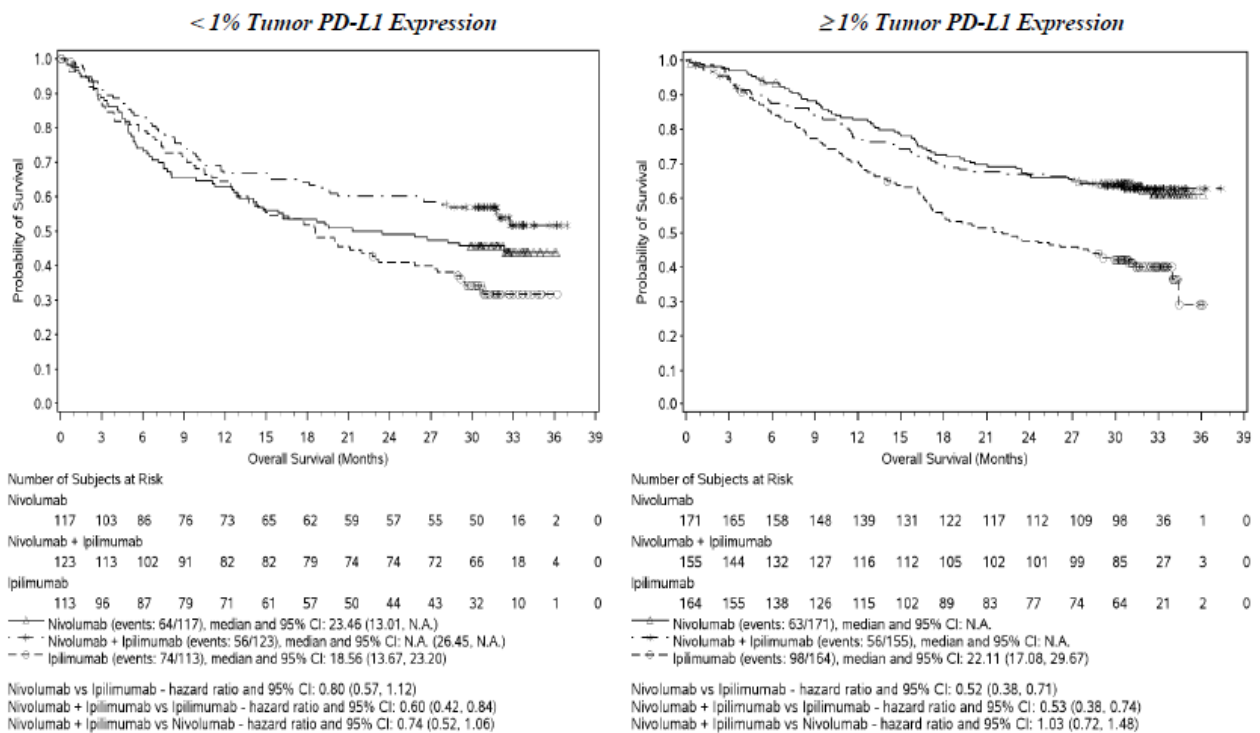 < 1% Tumor PD-L1 Expression
Probability of Survival
1.0
0.9
0.8
0.7
0.6
0.5
0.4
0.3
0.2
0.1
0.0
0 3 6 9 12 15 18 21 24 27 30 33 36 39
Overall Survival (Months)
Number of Subjects at Risk
Nivolumab
117 103 86 76 73 65 62 59 57 55 50 16 2 0
Nivolumab + Ipilimumab
123 113 102 91 82 82 79 74 74 72 66 18 4 0
Ipilimumab
113 96 87 79 71 61 57 50 44 43 32 10 1 0
Nivolumab (events: 64/117), median and 95% CI: 23.46 (13.01, N.A.)
Nivolumab + Ipilimumab (events: 56/123), median and 95% CI: N.A. (26.45, N.A.)
Ipilimumab (events: 74/113), median and 95% CI: 18.56 (13.67, 23.20)
Nivolumab vs Ipilimumab - hazard ratio and 95% CI: 0.80 (0.57, 1.12)
Nivolumab + Ipilimumab vs Ipilimumab - hazard ratio and 95% CI: 0.60 (0.42, 0.84)
Nivolumab + Ipilimumab vs Nivolumab - hazard ratio and 95% CI: 0.74 (0.52, 1.06)
≥ 1% Tumor PD-L1 Expression
Probability of Survival
1.0
0.9
0.8
0.7
0.6
0.5
0.4
0.3
0.2
0.1
0.0
0 3 6 9 12 15 18 21 24 27 30 33 36 39
Overall Survival (Months)
Number of Subjects at Risk
Nivolumab
171 165 158 148 139 131 122 117 112 109 98 36 1 0
Nivolumab + Ipilimumab
155 144 132 127 116 112 105 102 101 99 85 27 3 0
Ipilimumab
164 155 138 126 115 102 89 83 77 74 64 21 2 0
Nivolumab (events: 63/171), median and 95% CI: N.A.
Nivolumab + Ipilimumab (events: 56/155), median and 95% CI: N.A.
Ipilimumab (events: 98/164), median and 95% CI: 22.11 (17.08, 29.67)
Nivolumab vs Ipilimumab - hazard ratio and 95% CI: 0.52 (0.38, 0.71)
Nivolumab + Ipilimumab vs Ipilimumab - hazard ratio and 95% CI: 0.53 (0.38, 0.74)
Nivolumab + Ipilimumab vs Nivolumab - hazard ratio and 95% CI: 1.03 (0.72, 1.48)